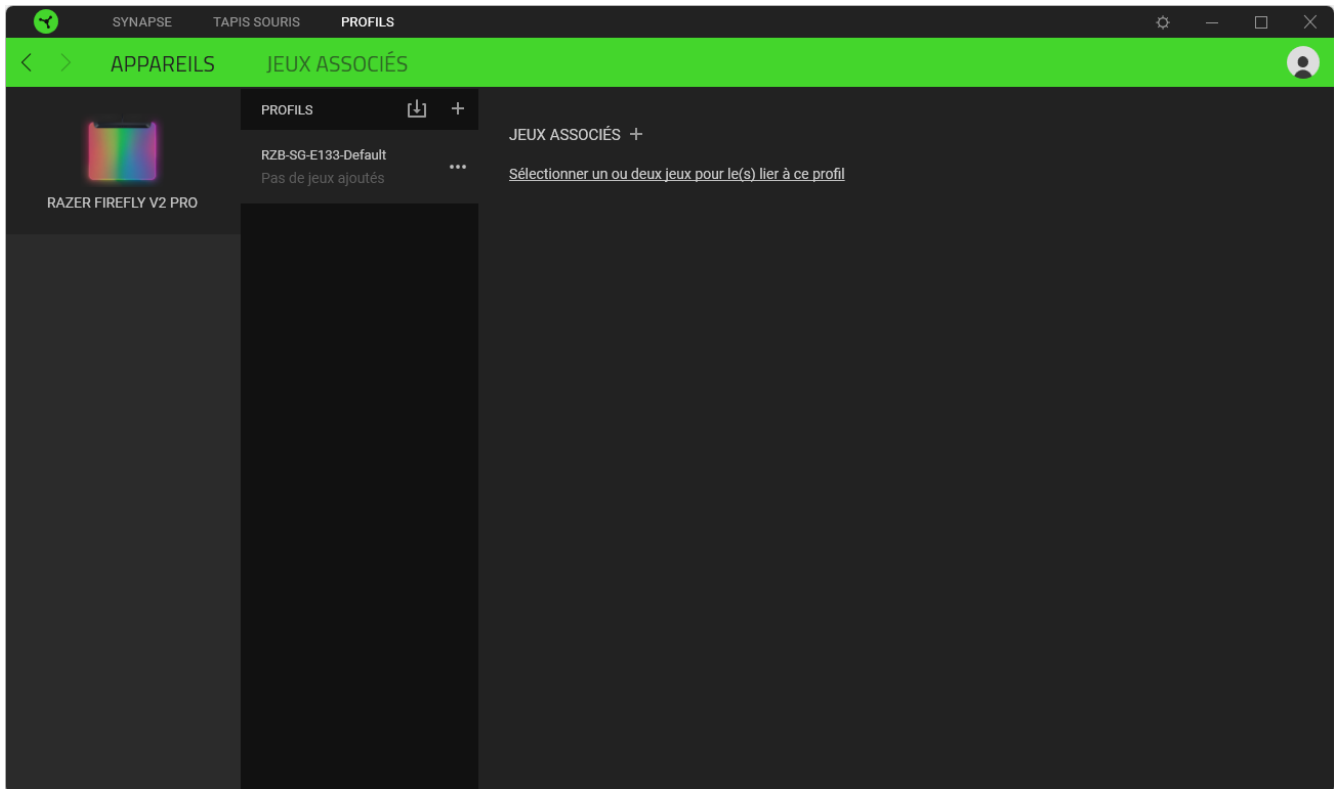 SYNAPSE TAPIS SOURIS PROFILS
APPAREILS JEUX ASSOCIÉS
RAZER FIREFLY V2 PRO
PROFILS
RZB-SG-E133-Default
Pas de jeux ajoutés
JEUX ASSOCIÉS
Sélectionner un ou deux jeux pour le(s) lier à ce profil